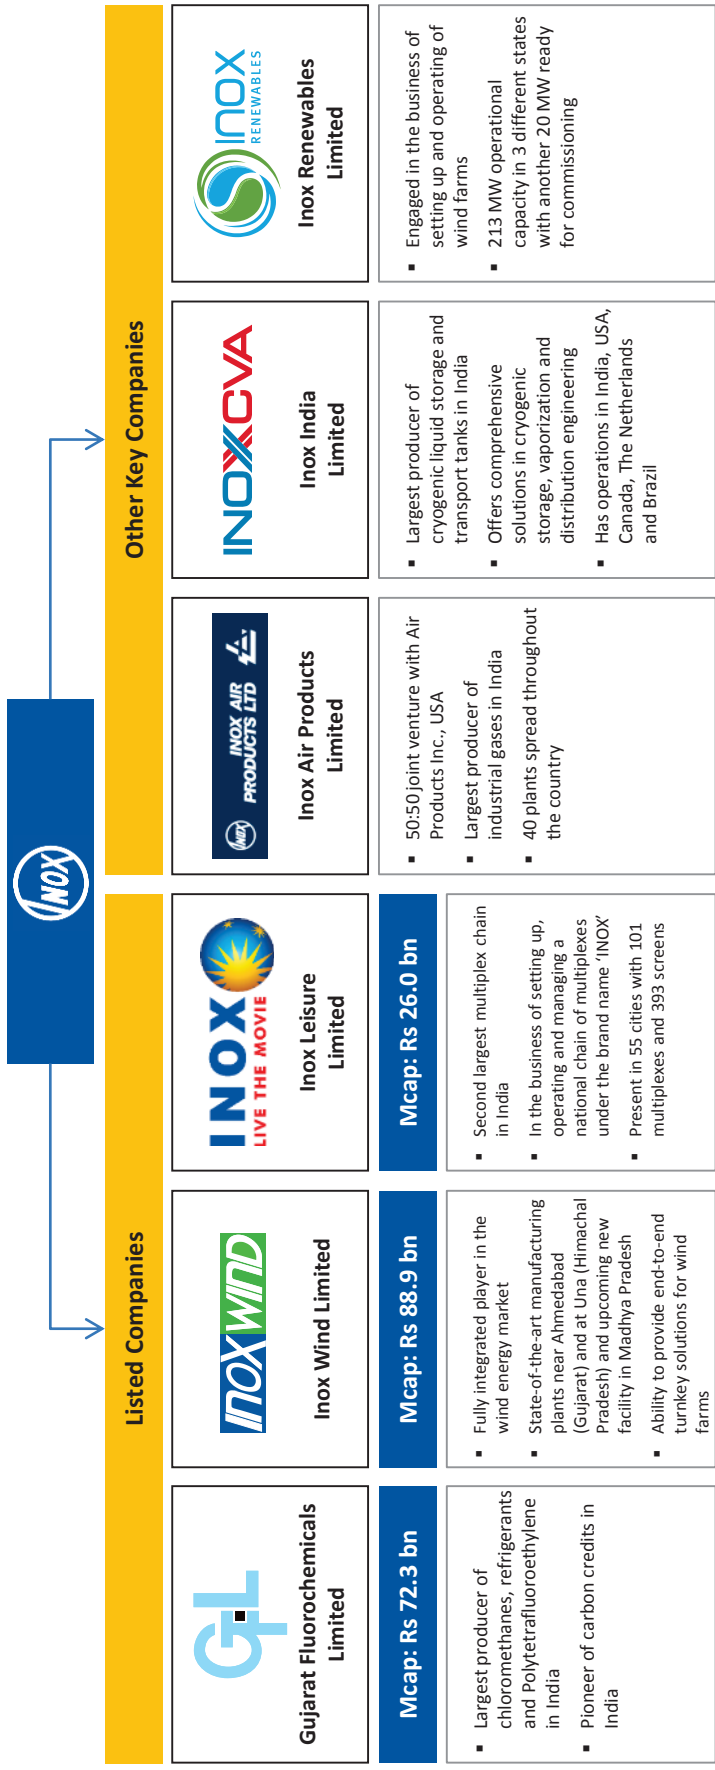 INOX
Listed Companies
Other Key Companies
GFL
Gujarat Fluorochemicals
Limited
Mcap: Rs 72.3 bn
▪ Largest producer of
chloromethanes, refrigerants
and Polytetrafluoroethylene
in India
▪ Pioneer of carbon credits in
India
INOXWIND
Inox Wind Limited
Mcap: Rs 88.9 bn
▪ Fully integrated player in the
wind energy market
▪ State-of-the-art manufacturing
plants near Ahmedabad
(Gujarat) and at Una (Himachal
Pradesh) and upcoming new
facility in Madhya Pradesh
▪ Ability to provide end-to-end
turnkey solutions for wind
farms
INOX
LIVE THE MOVIE
Inox Leisure
Limited
Mcap: Rs 26.0 bn
▪ Second largest multiplex chain
in India
▪ In the business of setting up,
operating and managing a
national chain of multiplexes
under the brand name ‘INOX’
▪ Present in 55 cities with 101
multiplexes and 393 screens
INOX
INOX AIR
PRODUCTS LTD
Inox Air Products
Limited
▪ 50:50 joint venture with Air
Products Inc., USA
▪ Largest producer of
industrial gases in India
▪ 40 plants spread throughout
the country
INOXCVA
Inox India
Limited
▪ Largest producer of
cryogenic liquid storage and
transport tanks in India
▪ Offers comprehensive
solutions in cryogenic
storage, vaporization and
distribution engineering
▪ Has operations in India, USA,
Canada, The Netherlands
and Brazil
INOX
RENEWABLES
Inox Renewables
Limited
▪ Engaged in the business of
setting up and operating of
wind farms
▪ 213 MW operational
capacity in 3 different states
with another 20 MW ready
for commissioning